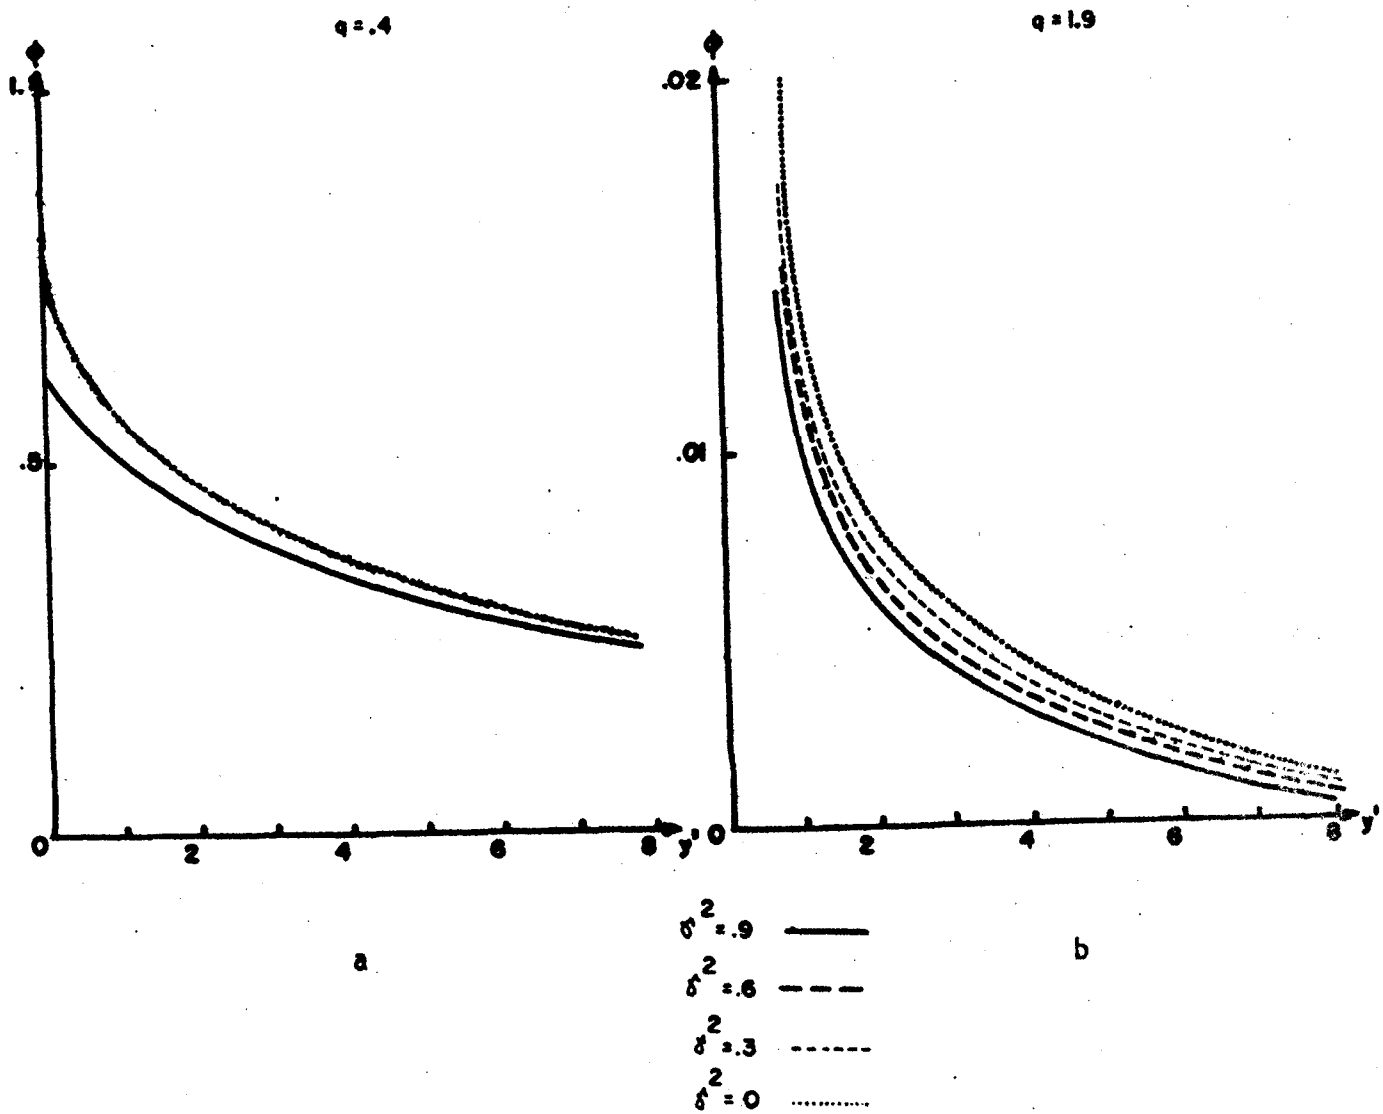 q = .4
q = 1.9
ϕ
1.
.5
0 2 4 6 8 y'
ϕ
.02
.01
0 2 4 6 8 y'
a
b
δ² = .9
δ² = .6
δ² = .3
δ² = 0